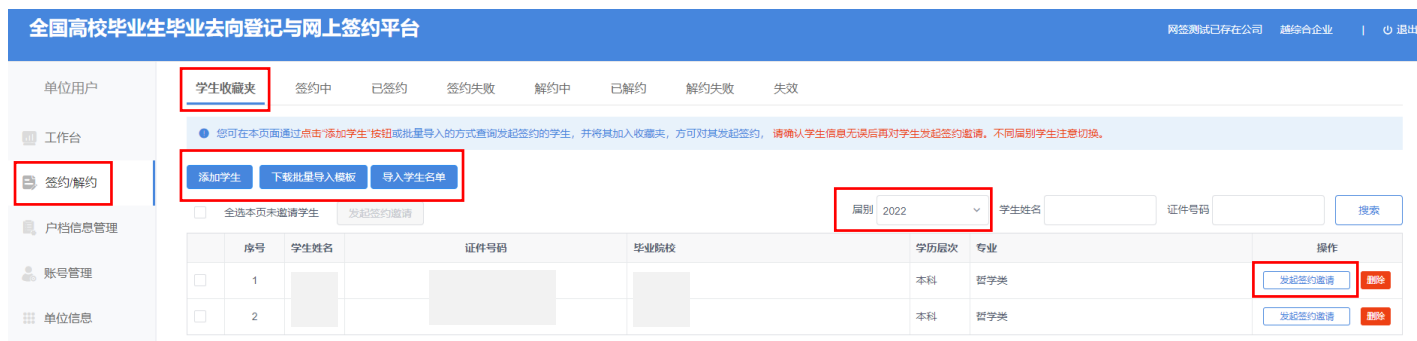 全国高校毕业生毕业去向登记与网上签约平台
网签测试已存在公司 越综合企业 | 退出
单位用户
学生收藏夹 签约中 已签约 签约失败 解约中 已解约 解约失败 失效
工作台
您可在本页面通过点击“添加学生”按钮或批量导入的方式查询发起签约的学生，并将其加入收藏夹，方可对其发起签约，请确认学生信息无误后再对学生发起签约邀请。不同届别学生注意切换。
签约/解约
添加学生 下载批量导入模板 导入学生名单
全选本页未邀请学生 发起签约邀请 届别 2022 学生姓名 证件号码 搜索
户档信息管理
序号 学生姓名 证件号码 毕业院校 学历层次 专业 操作
账号管理
1 本科 哲学类 发起签约邀请 删除
单位信息
2 本科 哲学类 发起签约邀请 删除